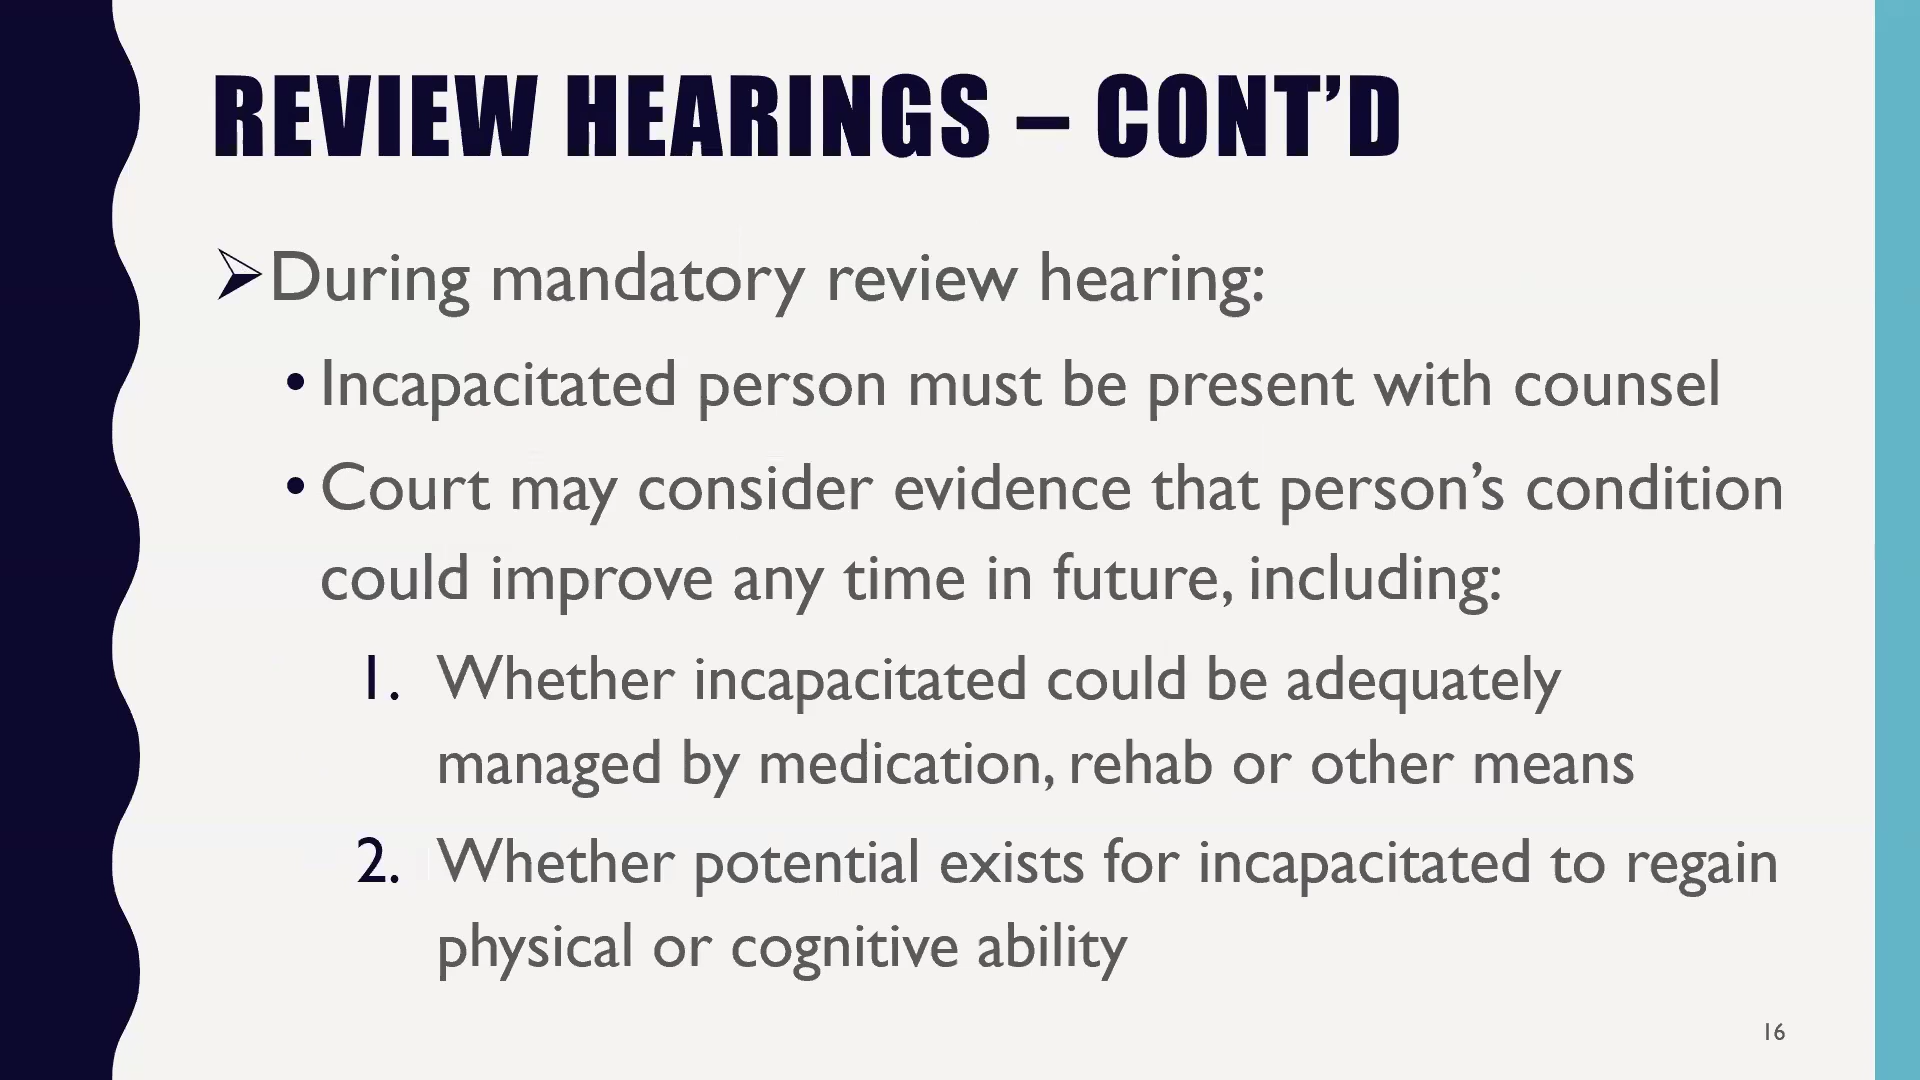 REVIEW HEARINGS – CONT’D
➢During mandatory review hearing:
• Incapacitated person must be present with counsel
• Court may consider evidence that person’s condition
could improve any time in future, including:
1. Whether incapacitated could be adequately
managed by medication, rehab or other means
2. Whether potential exists for incapacitated to regain
physical or cognitive ability
16